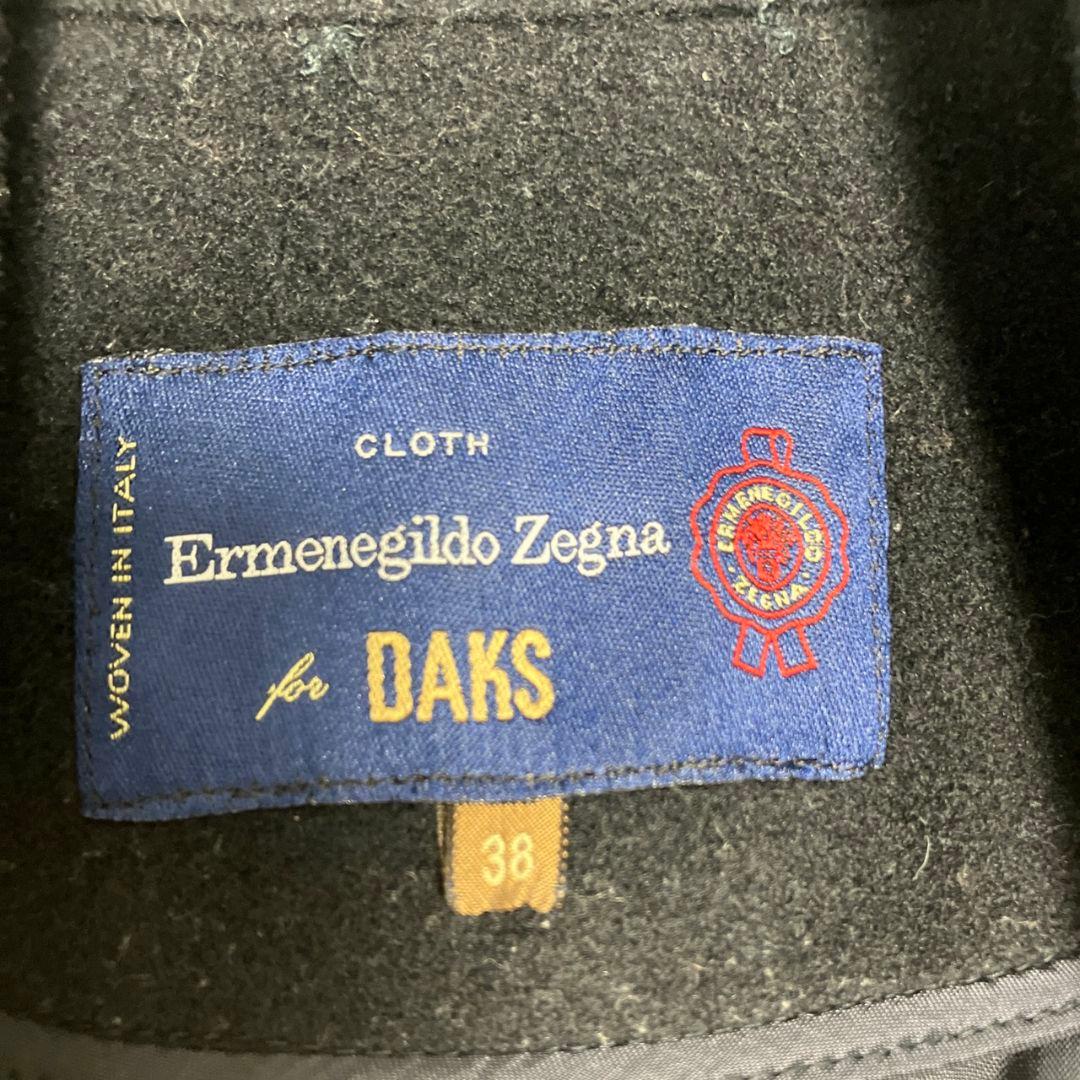 WOVEN IN ITALY
CLOTH
Ermenegildo Zegna
for DAKS
ERMENEGILDO
ZEGNA
38